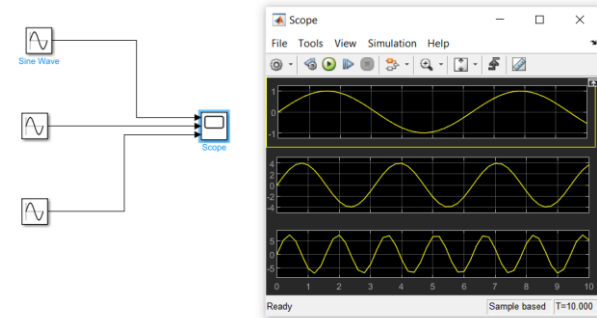 Sine Wave
Scope
Scope
File Tools View Simulation Help
1
0
-1
4
2
0
-2
-4
5
0
-5
0 1 2 3 4 5 6 7 8 9 10
Ready Sample based T=10.000